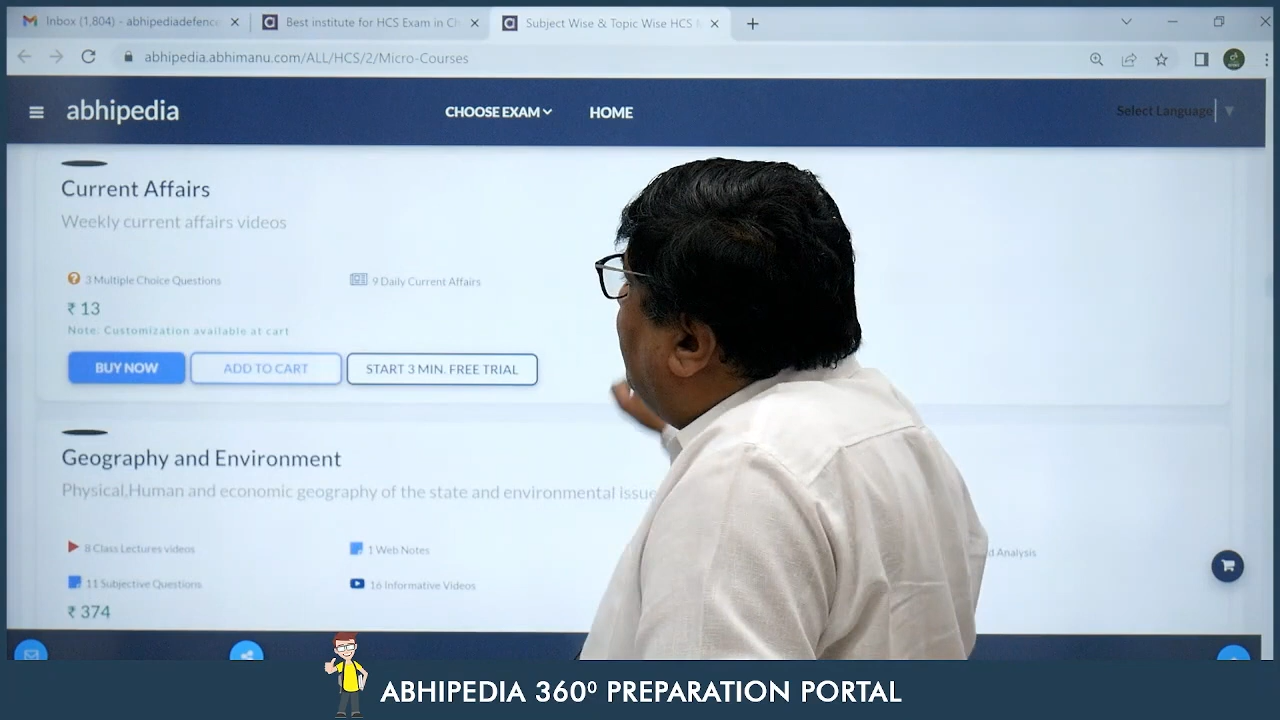 Inbox (1,804) - abhipediadefence
Best institute for HCS Exam in Ch
Subject Wise & Topic Wise HCS
abhipedia.abhimanu.com/ALL/HCS/2/Micro-Courses
abhipedia
CHOOSE EXAM
HOME
Select Language
Current Affairs
Weekly current affairs videos
3 Multiple Choice Questions
9 Daily Current Affairs
₹ 13
Note: Customization available at cart
BUY NOW
ADD TO CART
START 3 MIN. FREE TRIAL
Geography and Environment
Physical,Human and economic geography of the state and environmental issue
8 Class Lectures videos
1 Web Notes
d Analysis
11 Subjective Questions
16 Informative Videos
₹ 374
ABHIPEDIA 360⁰ PREPARATION PORTAL